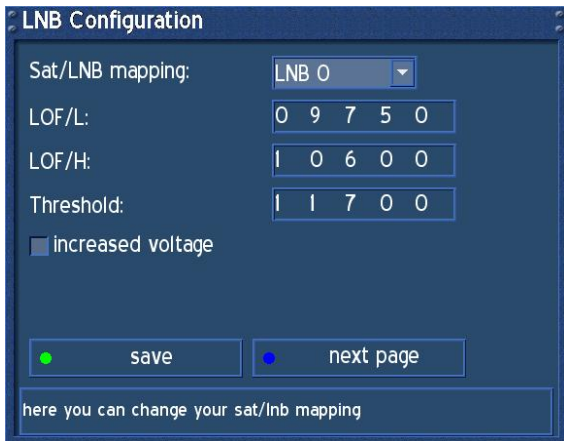 LNB Configuration
Sat/LNB mapping: LNB 0
LOF/L: 0 9 7 5 0
LOF/H: 1 0 6 0 0
Threshold: 1 1 7 0 0
increased voltage
save next page
here you can change your sat/lnb mapping